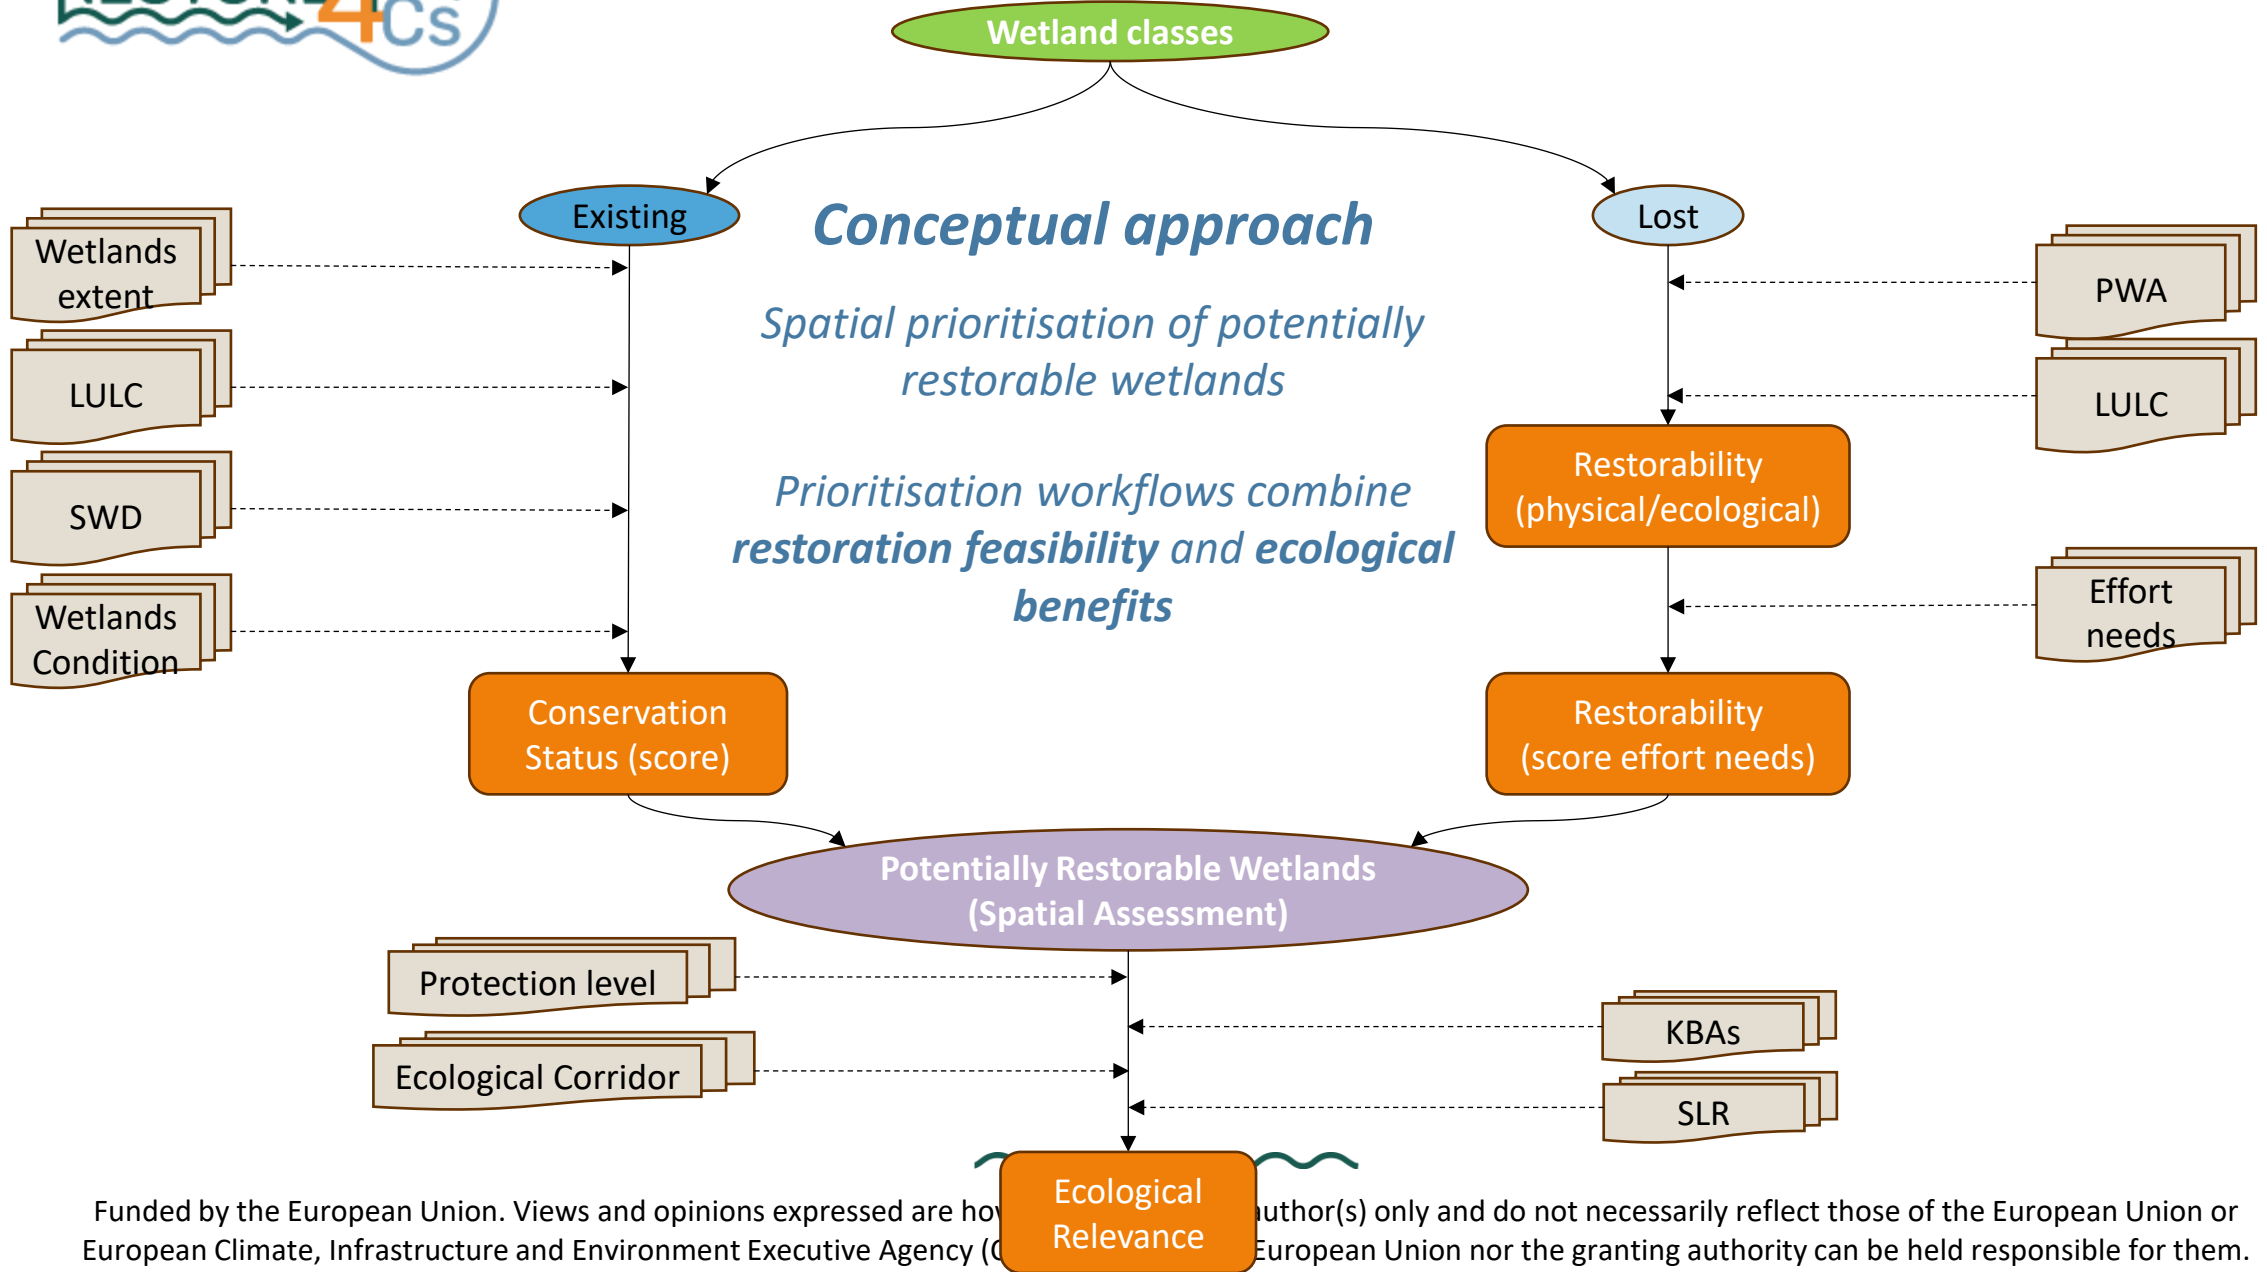 4Cs
Wetland classes
Existing
Conceptual approach
Lost
Wetlands
extent
LULC
SWD
Wetlands
Condition
Spatial prioritisation of potentially
restorable wetlands
Prioritisation workflows combine
restoration feasibility and ecological
benefits
PWA
LULC
Restorability
(physical/ecological)
Effort
needs
Conservation
Status (score)
Restorability
(score effort needs)
Potentially Restorable Wetlands
(Spatial Assessment)
Protection level
Ecological Corridor
KBAs
SLR
Ecological
Relevance
Funded by the European Union. Views and opinions expressed are author(s) only and do not necessarily reflect those of the European Union or
European Climate, Infrastructure and Environment Executive Agency European Union nor the granting authority can be held responsible for them.